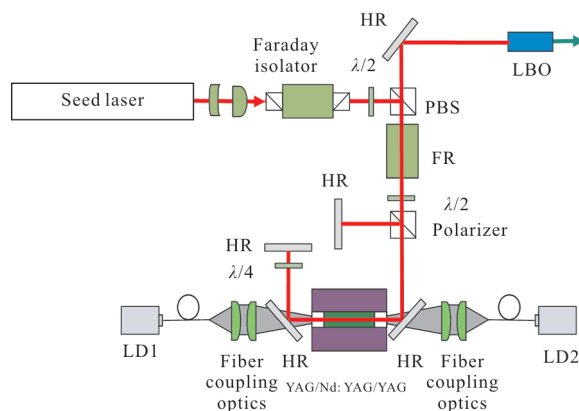 HR
Faraday
isolator
λ/2
LBO
Seed laser
PBS
FR
HR
λ/2
Polarizer
HR
λ/4
LD1
HR
HR
LD2
Fiber
coupling
optics
YAG/Nd: YAG/YAG
Fiber
coupling
optics